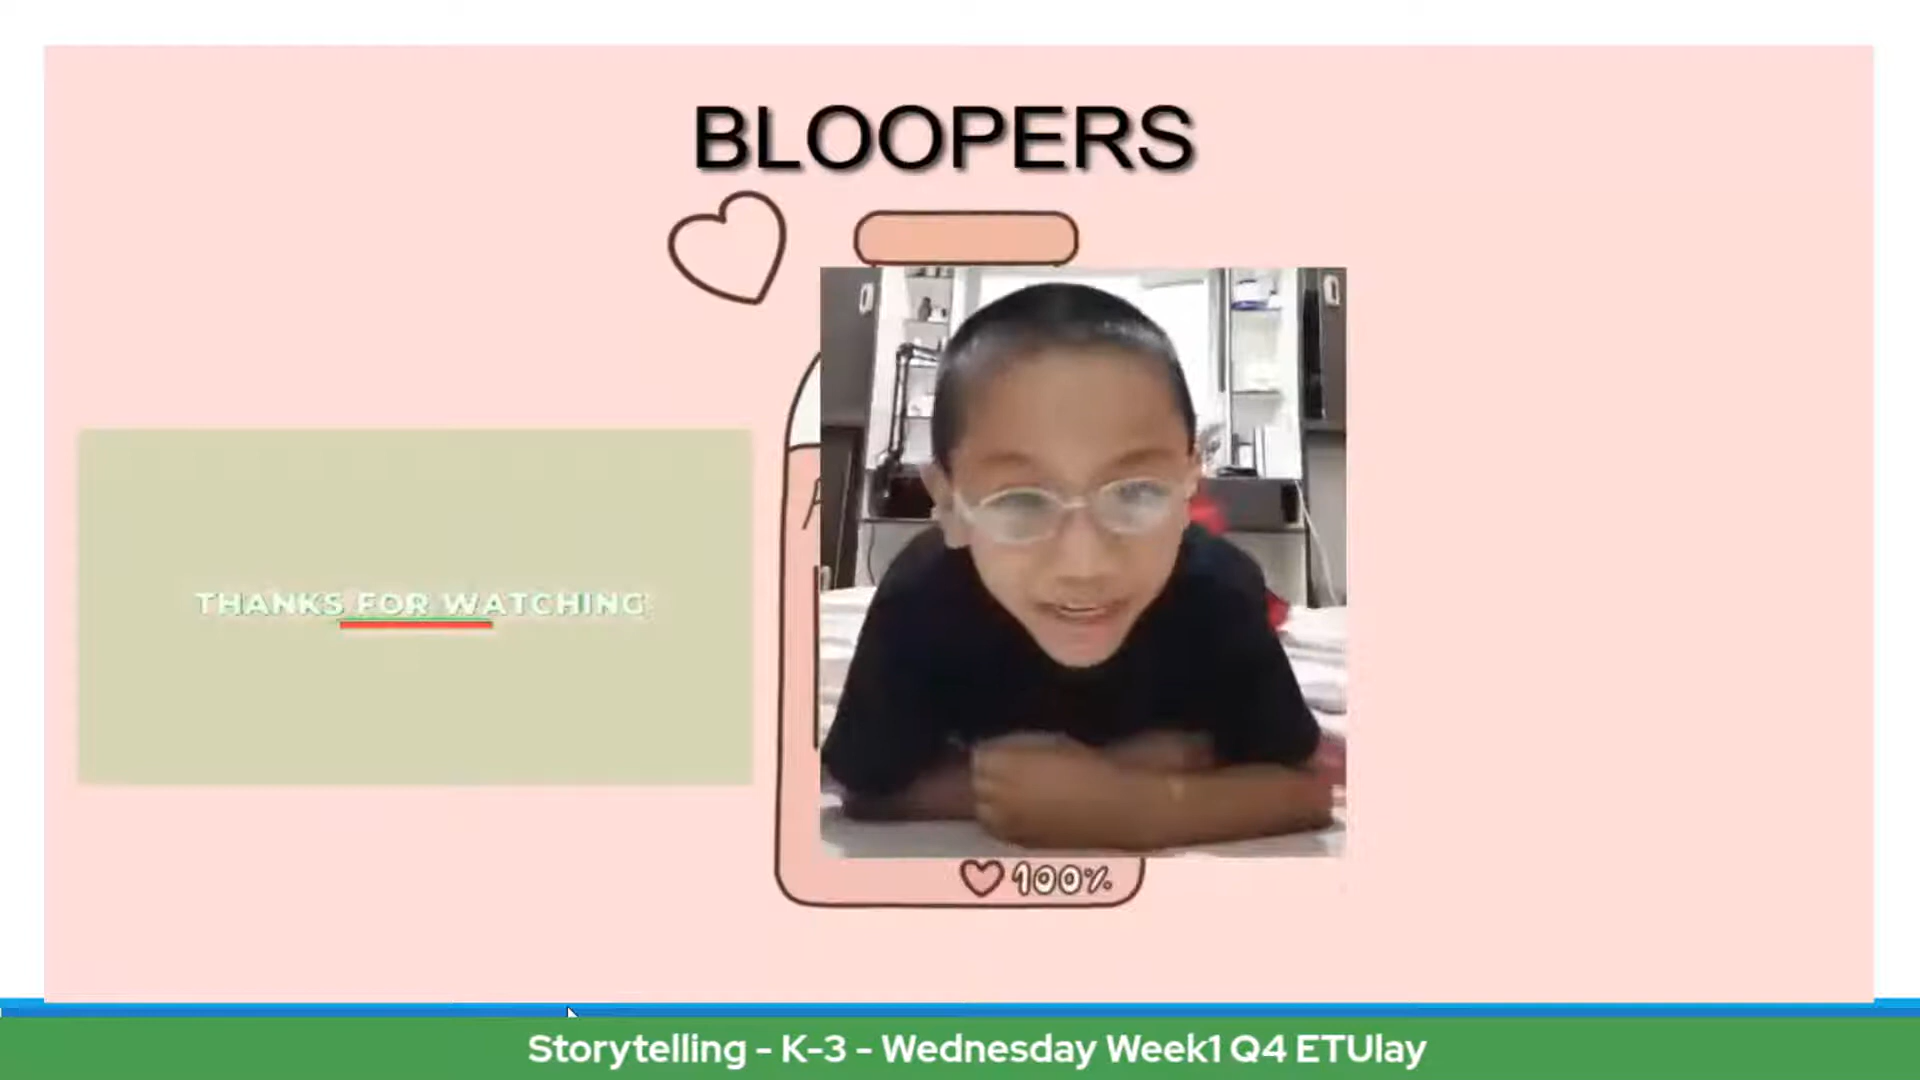 BLOOPERS
THANKS FOR WATCHING
100%
Storytelling - K-3 - Wednesday Week1 Q4 ETUlay